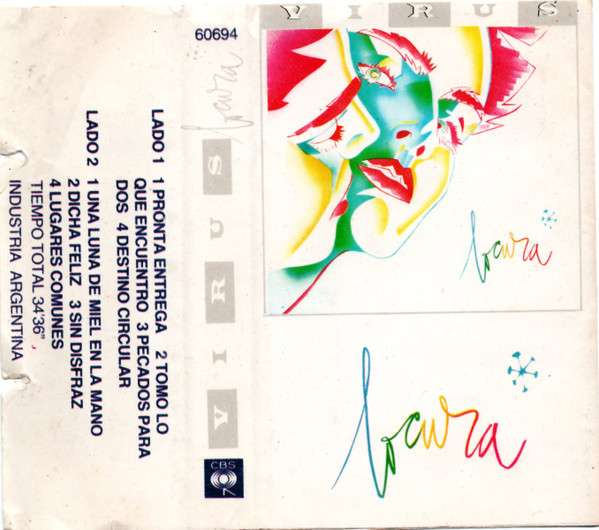 60694
LADO 1 1 PRONTA ENTREGA 2 TOMO LO
QUE ENCUENTRO 3 PECADOS PARA
DOS 4 DESTINO CIRCULAR
LADO 2 1 UNA LUNA DE MIEL EN LA MANO
2 DICHA FELIZ 3 SIN DISFRAZ
4 LUGARES COMUNES
TIEMPO TOTAL 34'36"
INDUSTRIA ARGENTINA
VIRUS locura
CBS
VIRUS
locura
locura